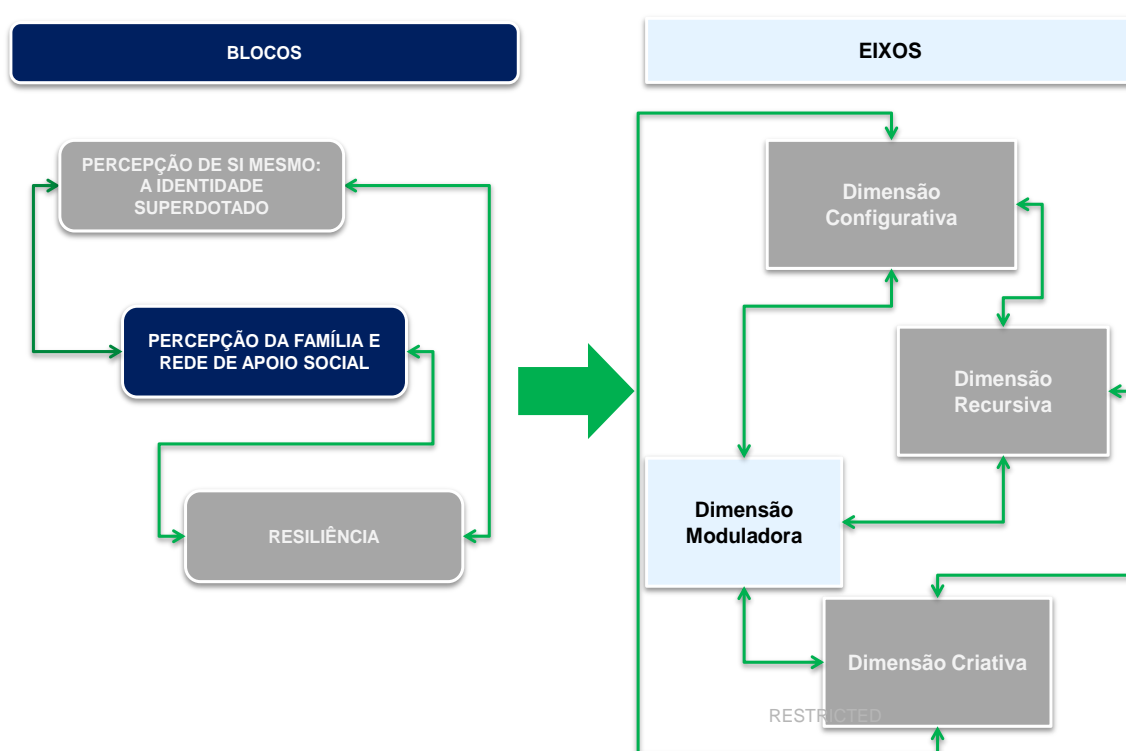 BLOCOS
EIXOS
PERCEPÇÃO DE SI MESMO:
A IDENTIDADE
SUPERDOTADO
PERCEPÇÃO DA FAMÍLIA E
REDE DE APOIO SOCIAL
RESILIÊNCIA
Dimensão
Configurativa
Dimensão
Recursiva
Dimensão
Moduladora
Dimensão Criativa
RESTRICTED